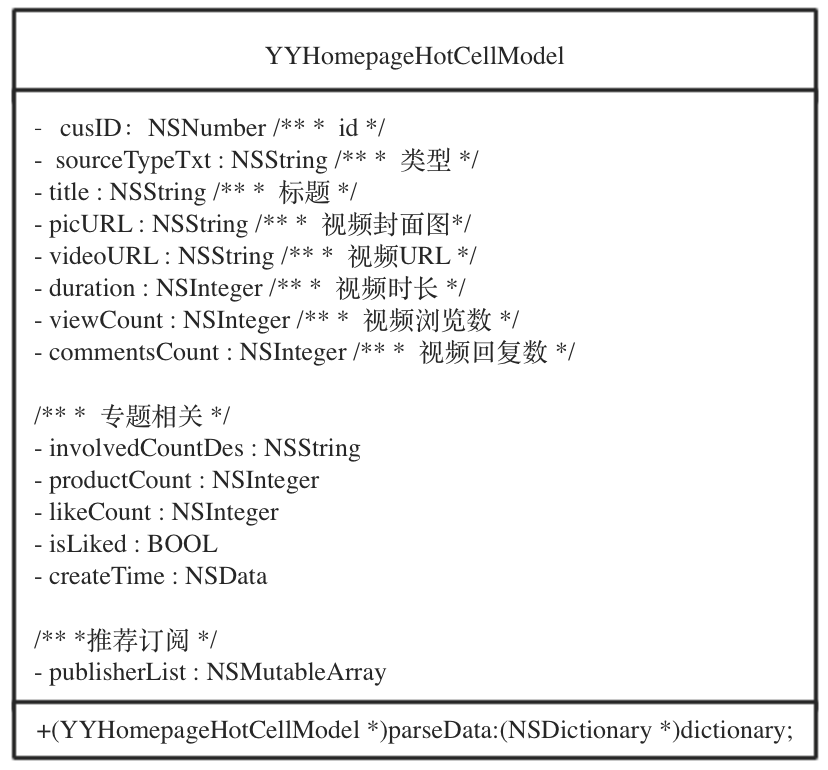 YYHomepageHotCellModel
- cusID: NSNumber /** * id */
- sourceTypeTxt : NSString /** * 类型 */
- title : NSString /** * 标题 */
- picURL : NSString /** * 视频封面图*/
- videoURL : NSString /** * 视频URL */
- duration : NSInteger /** * 视频时长 */
- viewCount : NSInteger /** * 视频浏览数 */
- commentsCount : NSInteger /** * 视频回复数 */
/** * 专题相关 */
- involvedCountDes : NSString
- productCount : NSInteger
- likeCount : NSInteger
- isLiked : BOOL
- createTime : NSData
/** *推荐订阅 */
- publisherList : NSMutableArray
+(YYHomepageHotCellModel *)parseData:(NSDictionary *)dictionary;